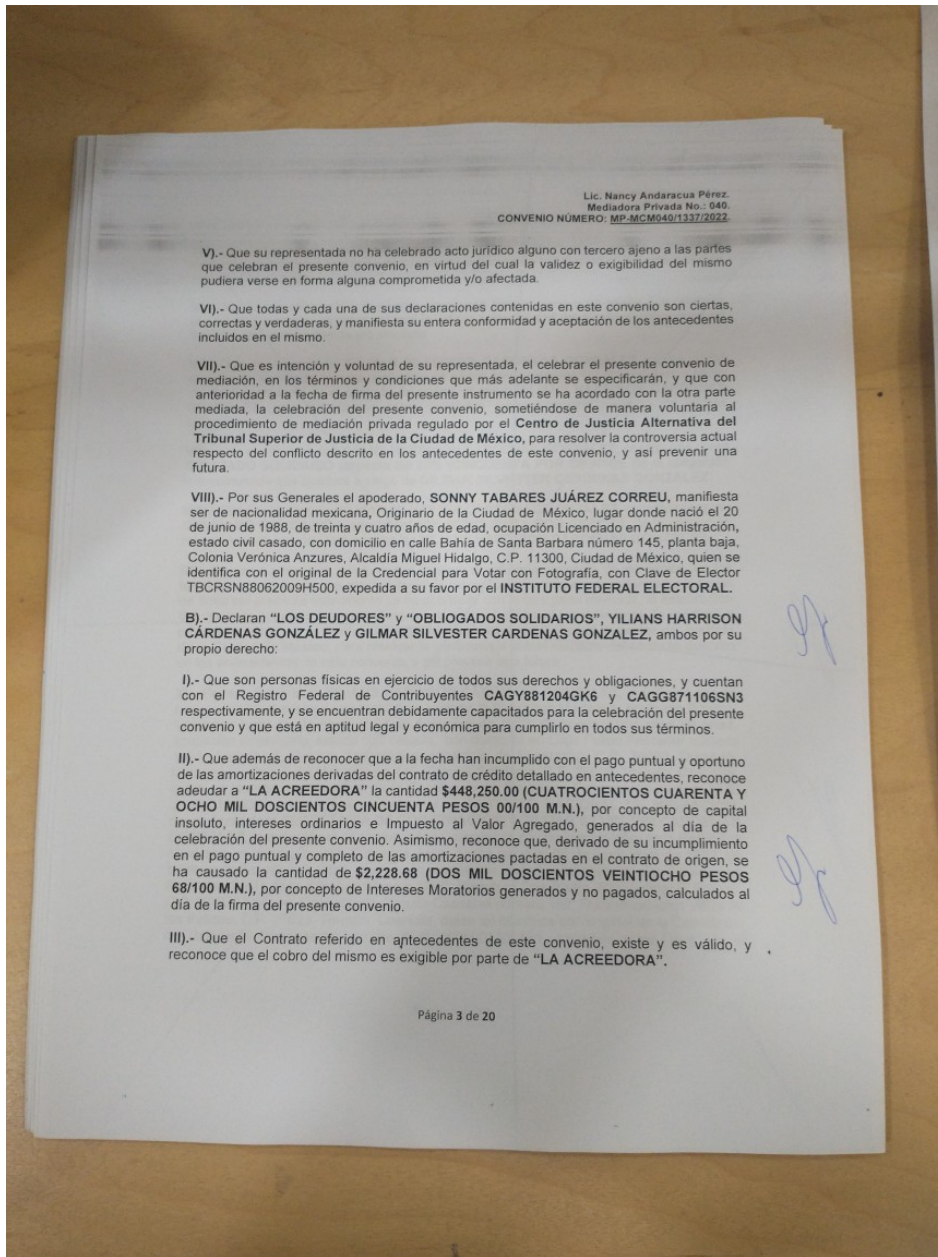 Lic. Nancy Andaracua Pérez.
Mediadora Privada No.: 040.
CONVENIO NÚMERO: MP-MCM040/1337/2022.
V).- Que su representada no ha celebrado acto jurídico alguno con tercero ajeno a las partes
que celebran el presente convenio, en virtud del cual la validez o exigibilidad del mismo
pudiera verse en forma alguna comprometida y/o afectada.
VI).- Que todas y cada una de sus declaraciones contenidas en este convenio son ciertas,
correctas y verdaderas, y manifiesta su entera conformidad y aceptación de los antecedentes
incluidos en el mismo.
VII).- Que es intención y voluntad de su representada, el celebrar el presente convenio de
mediación, en los términos y condiciones que más adelante se especificarán, y que con
anterioridad a la fecha de firma del presente instrumento se ha acordado con la otra parte
mediada, la celebración del presente convenio, sometiéndose de manera voluntaria al
procedimiento de mediación privada regulado por el Centro de Justicia Alternativa del
Tribunal Superior de Justicia de la Ciudad de México, para resolver la controversia actual
respecto del conflicto descrito en los antecedentes de este convenio, y así prevenir una
futura.
VIII).- Por sus Generales el apoderado, SONNY TABARES JUÁREZ CORREU, manifiesta
ser de nacionalidad mexicana, Originario de la Ciudad de México, lugar donde nació el 20
de junio de 1988, de treinta y cuatro años de edad, ocupación Licenciado en Administración,
estado civil casado, con domicilio en calle Bahía de Santa Barbara número 145, planta baja,
Colonia Verónica Anzures, Alcaldía Miguel Hidalgo, C.P. 11300, Ciudad de México, quien se
identifica con el original de la Credencial para Votar con Fotografía, con Clave de Elector
TBCRSN88062009H500, expedida a su favor por el INSTITUTO FEDERAL ELECTORAL.
B).- Declaran “LOS DEUDORES” y “OBLIOGADOS SOLIDARIOS”, YILIANS HARRISON
CÁRDENAS GONZÁLEZ y GILMAR SILVESTER CARDENAS GONZALEZ, ambos por su
propio derecho:
I).- Que son personas físicas en ejercicio de todos sus derechos y obligaciones, y cuentan
con el Registro Federal de Contribuyentes CAGY881204GK6 y CAGG871106SN3
respectivamente, y se encuentran debidamente capacitados para la celebración del presente
convenio y que está en aptitud legal y económica para cumplirlo en todos sus términos.
II).- Que además de reconocer que a la fecha han incumplido con el pago puntual y oportuno
de las amortizaciones derivadas del contrato de crédito detallado en antecedentes, reconoce
adeudar a “LA ACREEDORA” la cantidad $448,250.00 (CUATROCIENTOS CUARENTA Y
OCHO MIL DOSCIENTOS CINCUENTA PESOS 00/100 M.N.), por concepto de capital
insoluto, intereses ordinarios e Impuesto al Valor Agregado, generados al día de la
celebración del presente convenio. Asimismo, reconoce que, derivado de su incumplimiento
en el pago puntual y completo de las amortizaciones pactadas en el contrato de origen, se
ha causado la cantidad de $2,228.68 (DOS MIL DOSCIENTOS VEINTIOCHO PESOS
68/100 M.N.), por concepto de Intereses Moratorios generados y no pagados, calculados al
día de la firma del presente convenio.
III).- Que el Contrato referido en antecedentes de este convenio, existe y es válido, y
reconoce que el cobro del mismo es exigible por parte de “LA ACREEDORA”.
Página 3 de 20